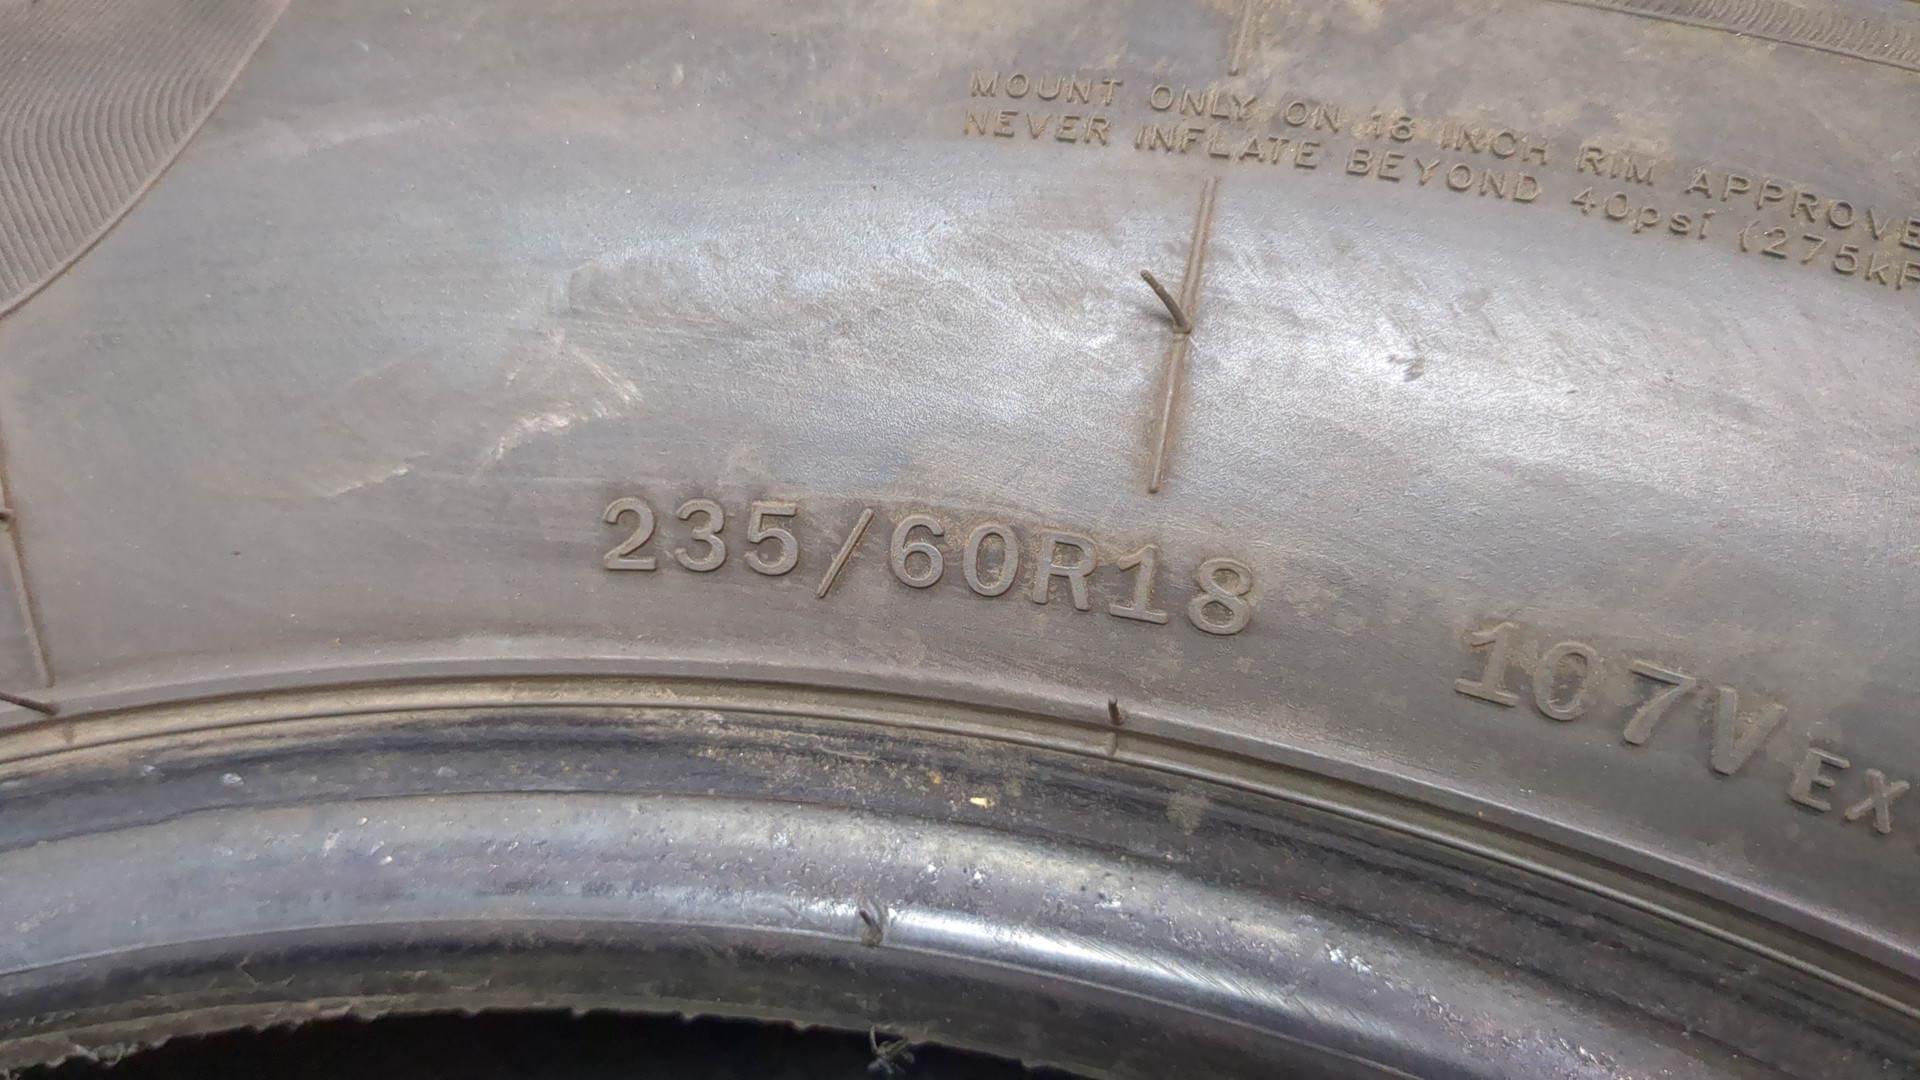 MOUNT ONLY ON 18 INCH RIM APPROVE
NEVER INFLATE BEYOND 40psi (275kP
235/60R18
107V EX